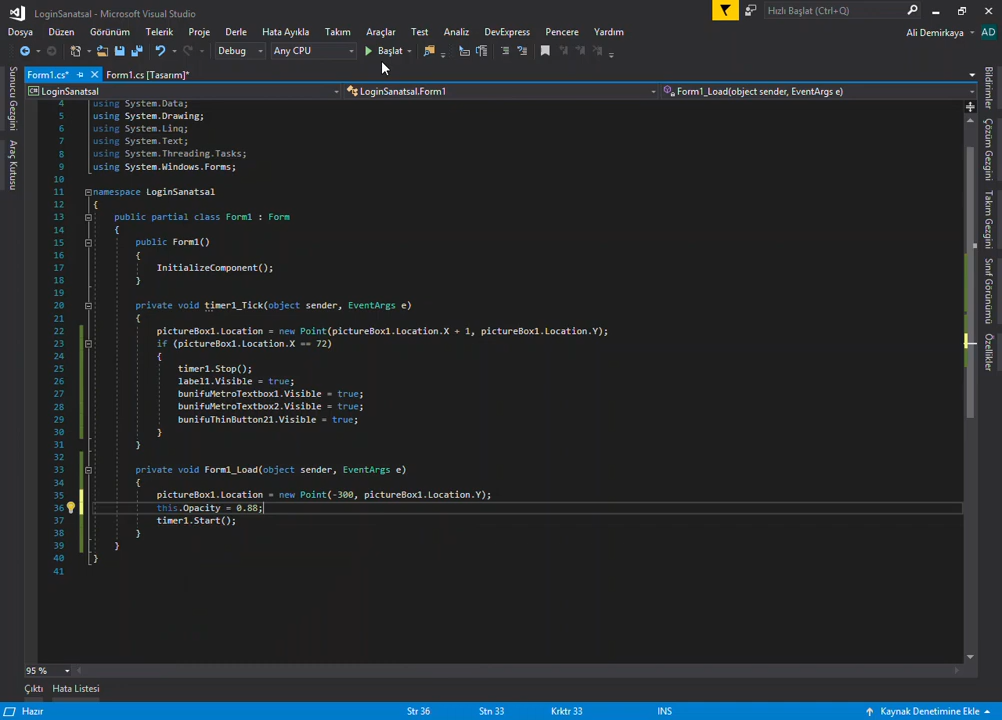 LoginSanatsal - Microsoft Visual Studio
Hızlı Başlat (Ctrl+Q)
Dosya Düzen Görünüm Telerik Proje Derle Hata Ayıkla Takım Araçlar Test Analiz DevExpress Pencere Yardım
Ali Demirkaya AD
Debug Any CPU Başlat
Form1.cs* Form1.cs [Tasarım]*
LoginSanatsal LoginSanatsal.Form1 Form1_Load(object sender, EventArgs e)
Sunucu Gezgini
Araç Kutusu
4 using System.Data;
5 using System.Drawing;
6 using System.Linq;
7 using System.Text;
8 using System.Threading.Tasks;
9 using System.Windows.Forms;
10
11 namespace LoginSanatsal
12 {
13 public partial class Form1 : Form
14 {
15 public Form1()
16 {
17 InitializeComponent();
18 }
19
20 private void timer1_Tick(object sender, EventArgs e)
21 {
22 pictureBox1.Location = new Point(pictureBox1.Location.X + 1, pictureBox1.Location.Y);
23 if (pictureBox1.Location.X == 72)
24 {
25 timer1.Stop();
26 label1.Visible = true;
27 bunifuMetroTextbox1.Visible = true;
28 bunifuMetroTextbox2.Visible = true;
29 bunifuThinButton21.Visible = true;
30 }
31 }
32
33 private void Form1_Load(object sender, EventArgs e)
34 {
35 pictureBox1.Location = new Point(-300, pictureBox1.Location.Y);
36 this.Opacity = 0.88;
37 timer1.Start();
38 }
39 }
40 }
41
Bildirimler
Çözüm Gezgini
Takım Gezgini
Sınıf Görünümü
Özellikler
95 %
Çıktı Hata Listesi
Hazır Str 36 Stn 33 Krktr 33 INS Kaynak Denetimine Ekle